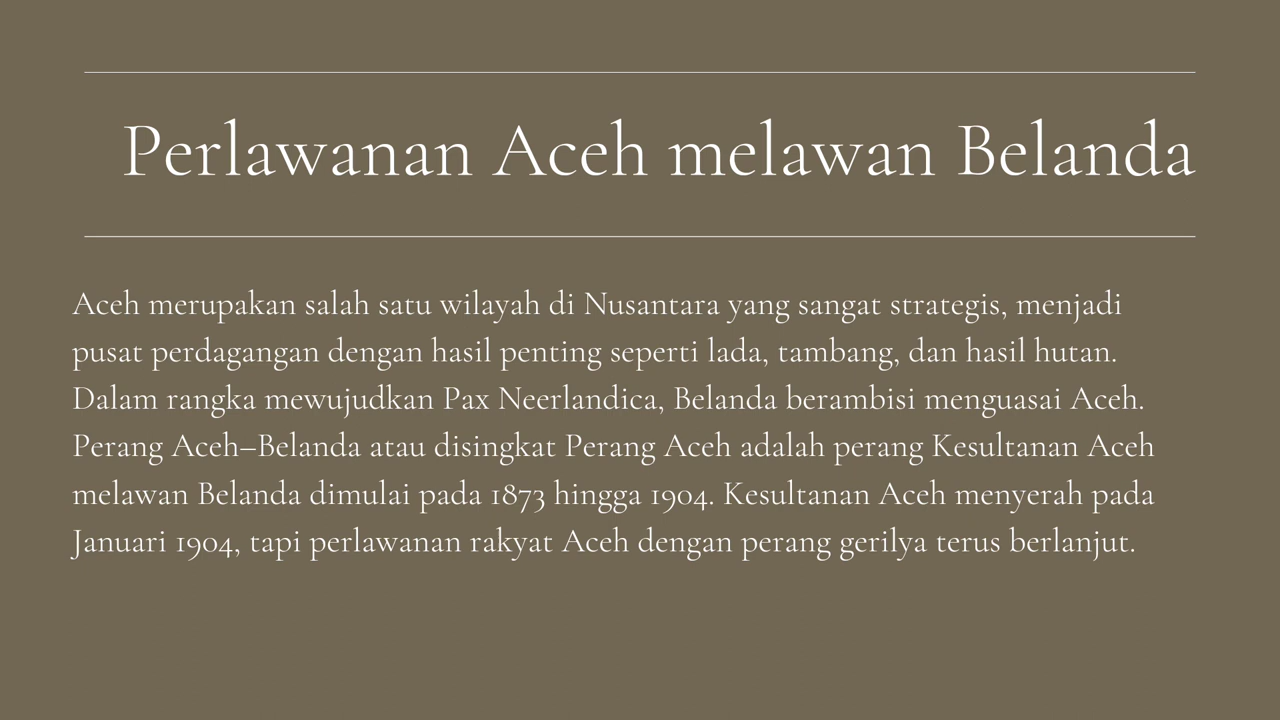 Perlawanan Aceh melawan Belanda
Aceh merupakan salah satu wilayah di Nusantara yang sangat strategis, menjadi
pusat perdagangan dengan hasil penting seperti lada, tambang, dan hasil hutan.
Dalam rangka mewujudkan Pax Neerlandica, Belanda berambisi menguasai Aceh.
Perang Aceh–Belanda atau disingkat Perang Aceh adalah perang Kesultanan Aceh
melawan Belanda dimulai pada 1873 hingga 1904. Kesultanan Aceh menyerah pada
Januari 1904, tapi perlawanan rakyat Aceh dengan perang gerilya terus berlanjut.